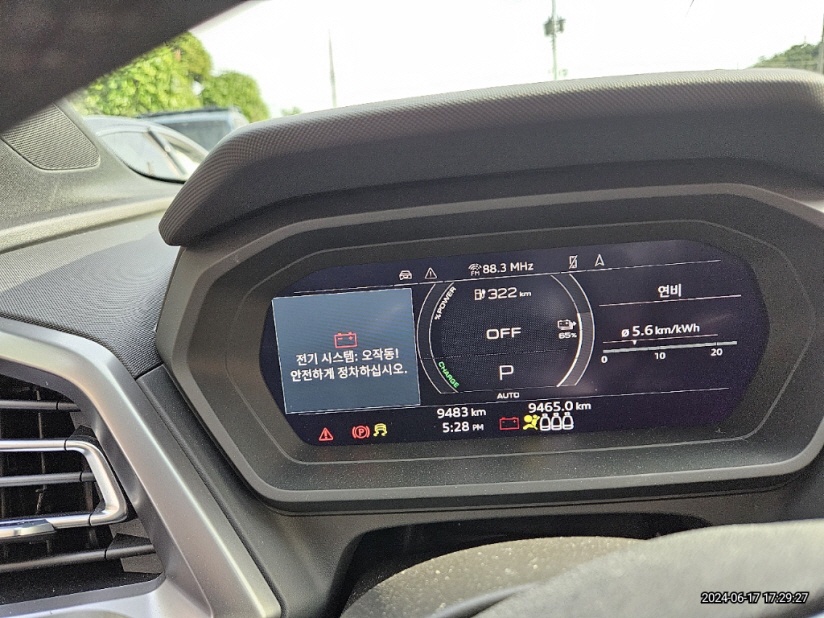 FM 88.3 MHz
% POWER
322 km
연비
OFF
65%
ø 5.6 km/kWh
0 10 20
전기 시스템: 오작동!
안전하게 정차하십시오.
CHARGE
P
AUTO
9483 km
9465.0 km
5:28 PM
(P)
2024-06-17 17:29:27